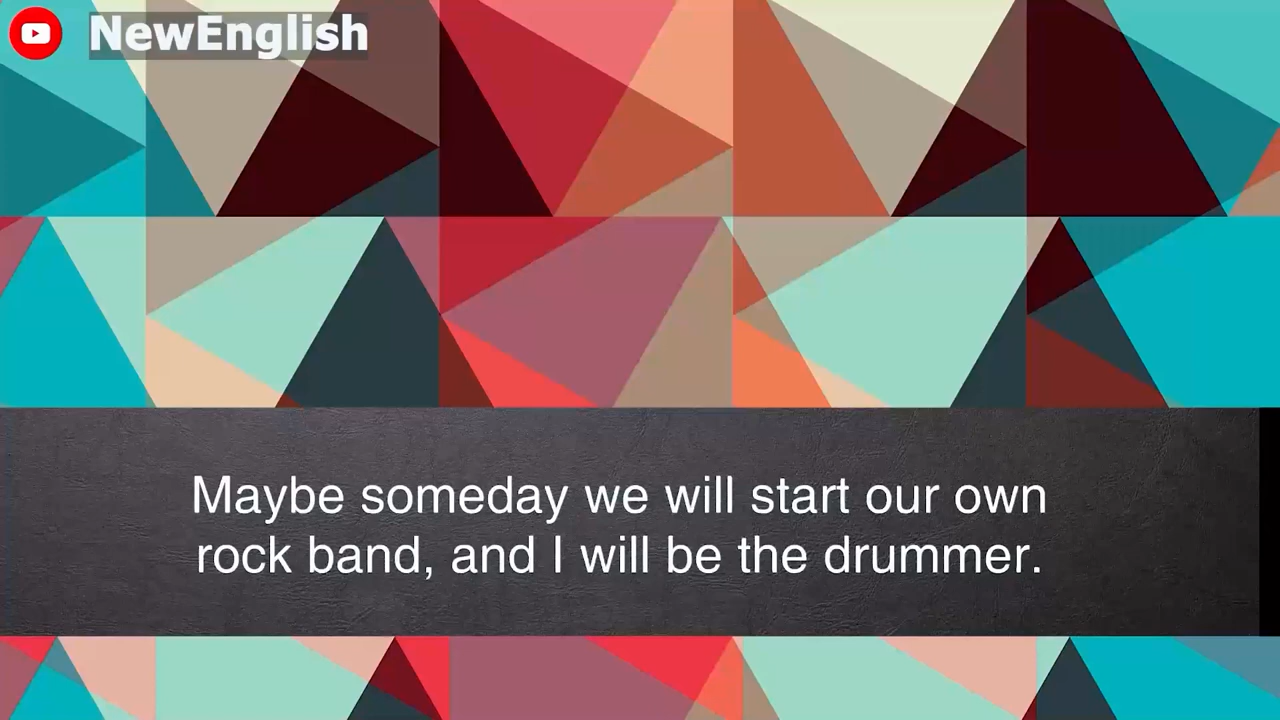 NewEnglish
Maybe someday we will start our own
rock band, and I will be the drummer.